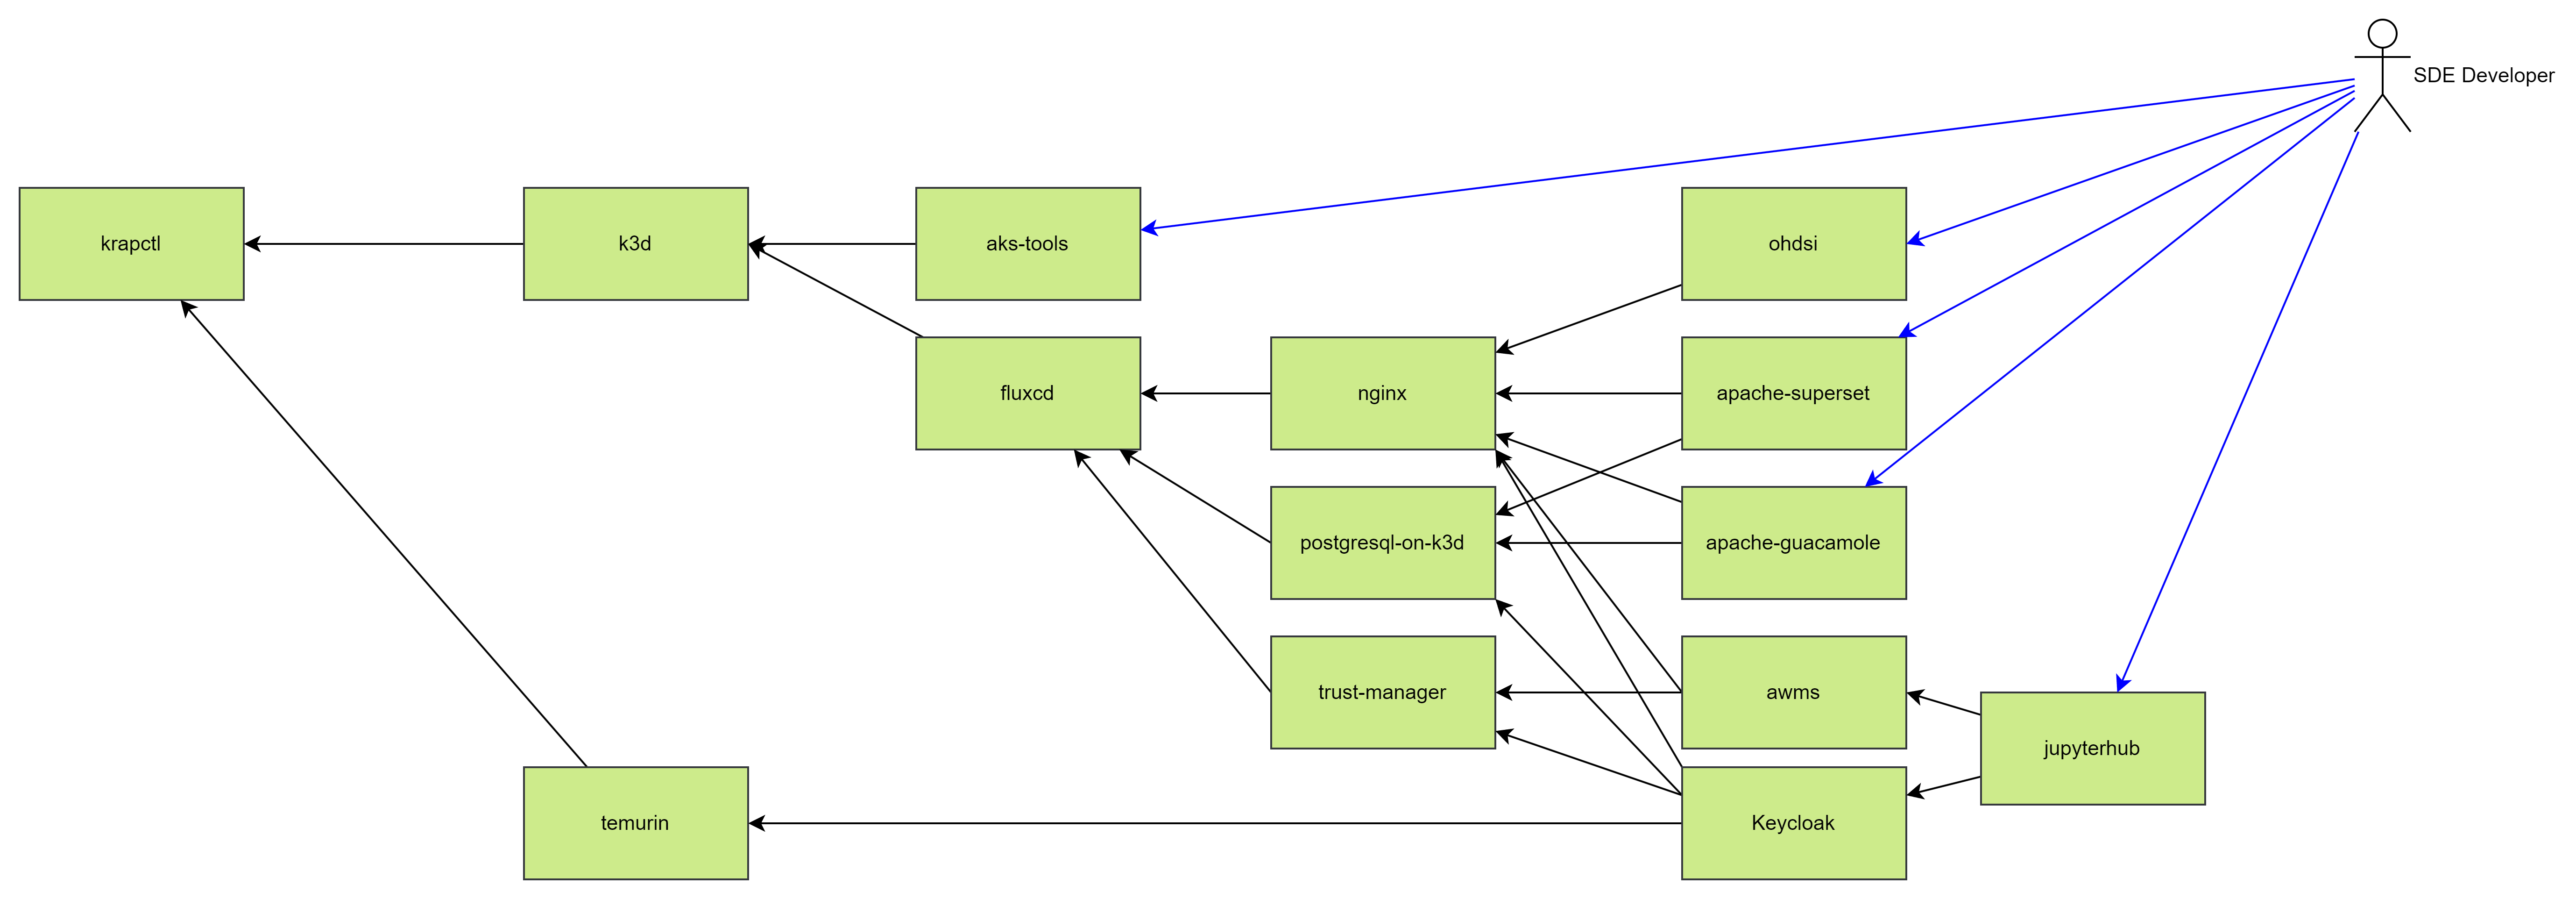 SDE Developer
krapctl
k3d
aks-tools
ohdsi
fluxcd
nginx
apache-superset
postgresql-on-k3d
apache-guacamole
trust-manager
awms
jupyterhub
temurin
Keycloak